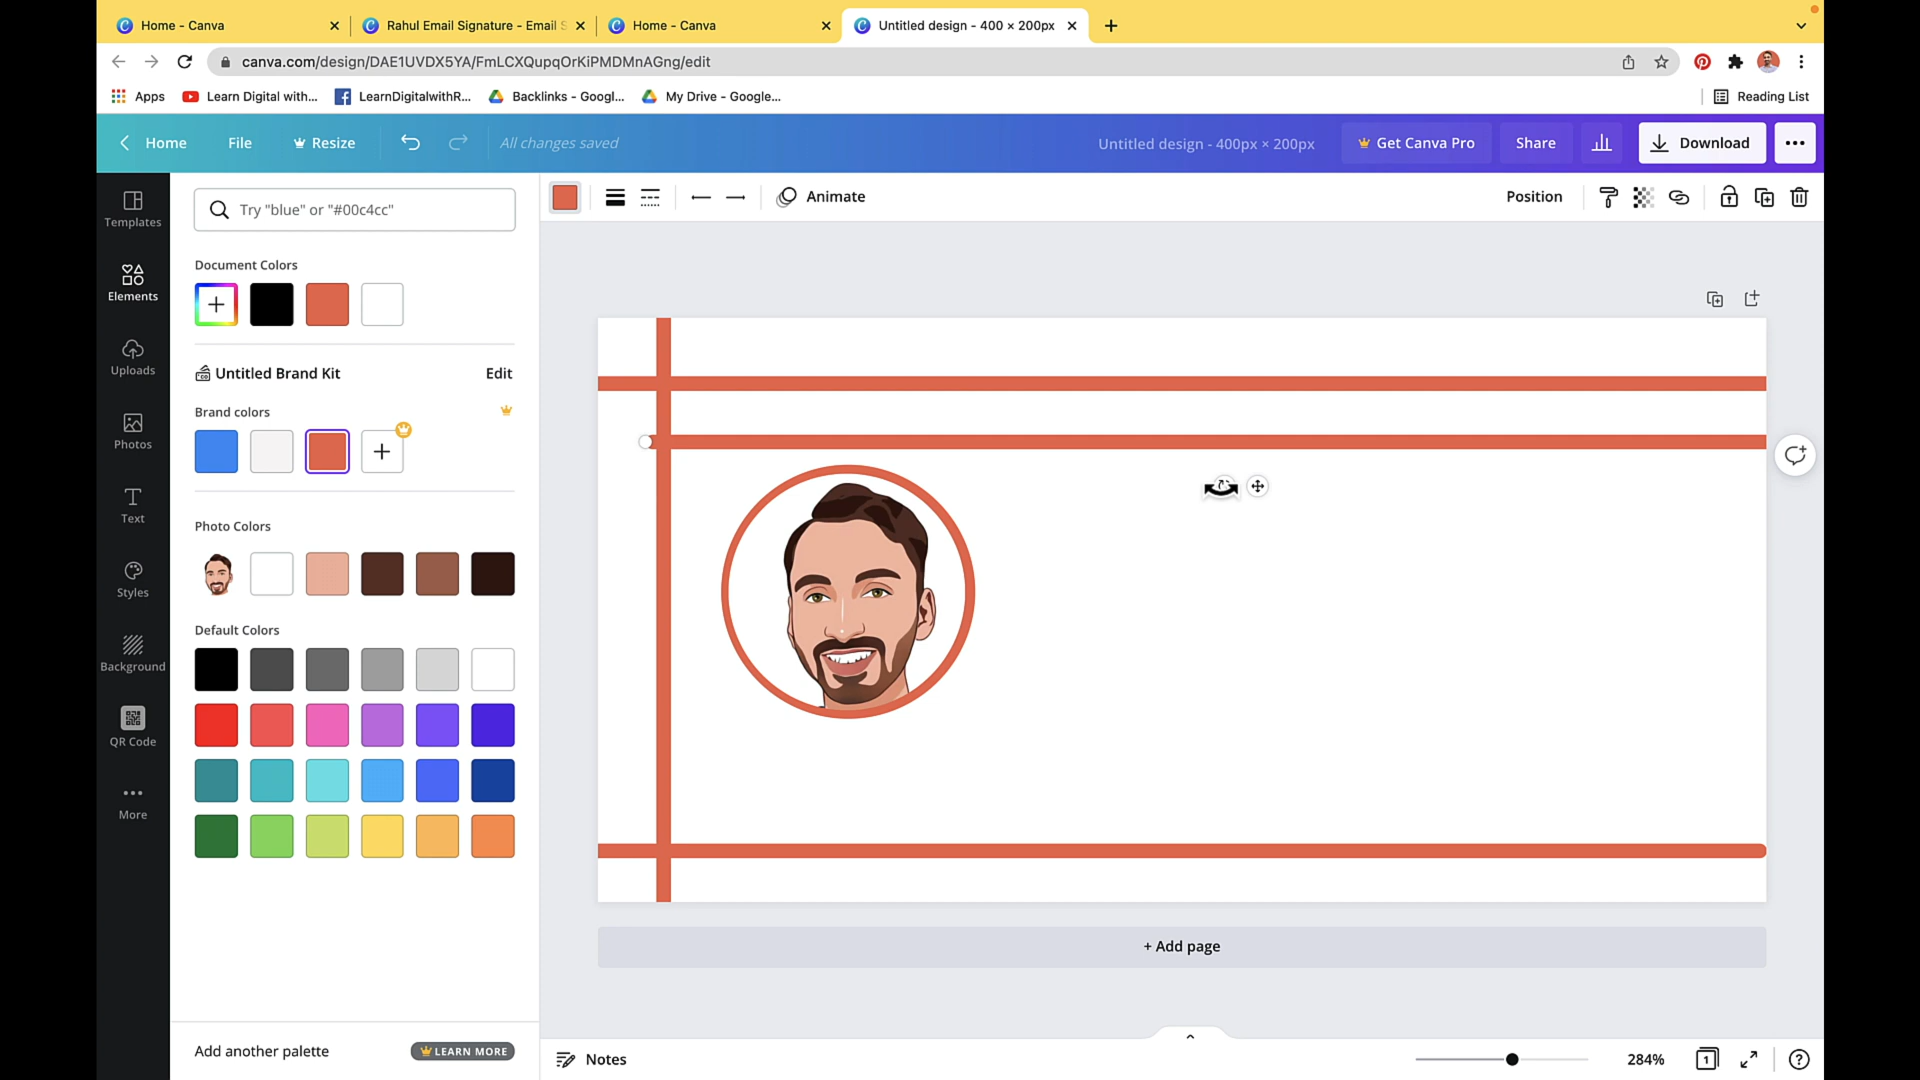 Home - Canva
Rahul Email Signature - Email S
Home - Canva
Untitled design - 400 × 200px
canva.com/design/DAE1UVDX5YA/FmLCXQupqOrKiPMDMnAGng/edit
Apps
Learn Digital with...
LearnDigitalwithR...
Backlinks - Googl...
My Drive - Google...
Reading List
Home
File
Resize
All changes saved
Untitled design - 400px × 200px
Get Canva Pro
Share
Download
Templates
Elements
Uploads
Photos
Text
Styles
Background
QR Code
More
Try "blue" or "#00c4cc"
Document Colors
Untitled Brand Kit
Edit
Brand colors
Photo Colors
Default Colors
Add another palette
LEARN MORE
Animate
Position
+ Add page
Notes
284%
1